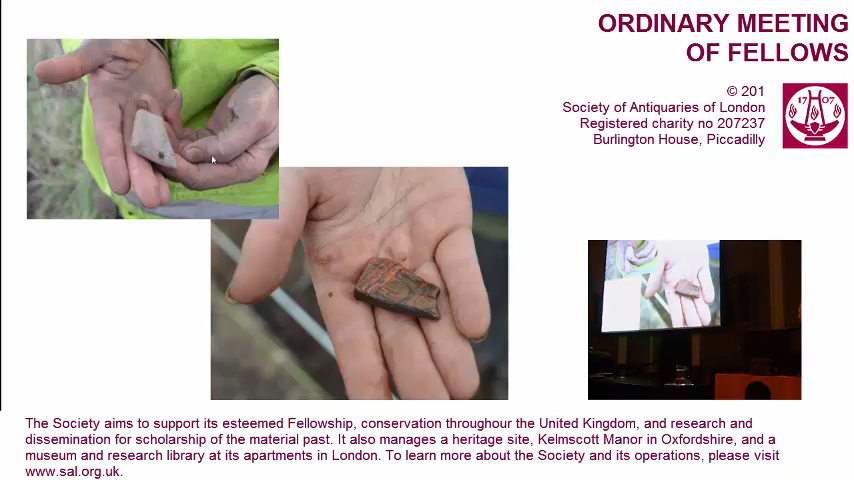 ORDINARY MEETING
OF FELLOWS
© 201
Society of Antiquaries of London
Registered charity no 207237
Burlington House, Piccadilly
17 07
The Society aims to support its esteemed Fellowship, conservation throughour the United Kingdom, and research and
dissemination for scholarship of the material past. It also manages a heritage site, Kelmscott Manor in Oxfordshire, and a
museum and research library at its apartments in London. To learn more about the Society and its operations, please visit
www.sal.org.uk.